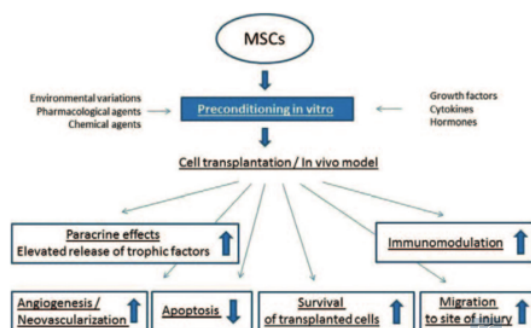 MSCs
Environmental variations
Pharmacological agents
Chemical agents
Preconditioning in vitro
Growth factors
Cytokines
Hormones
Cell transplantation / In vivo model
Paracrine effects
Elevated release of trophic factors
Immunomodulation
Angiogenesis /
Neovascularization
Apoptosis
Survival
of transplanted cells
Migration
to site of injury